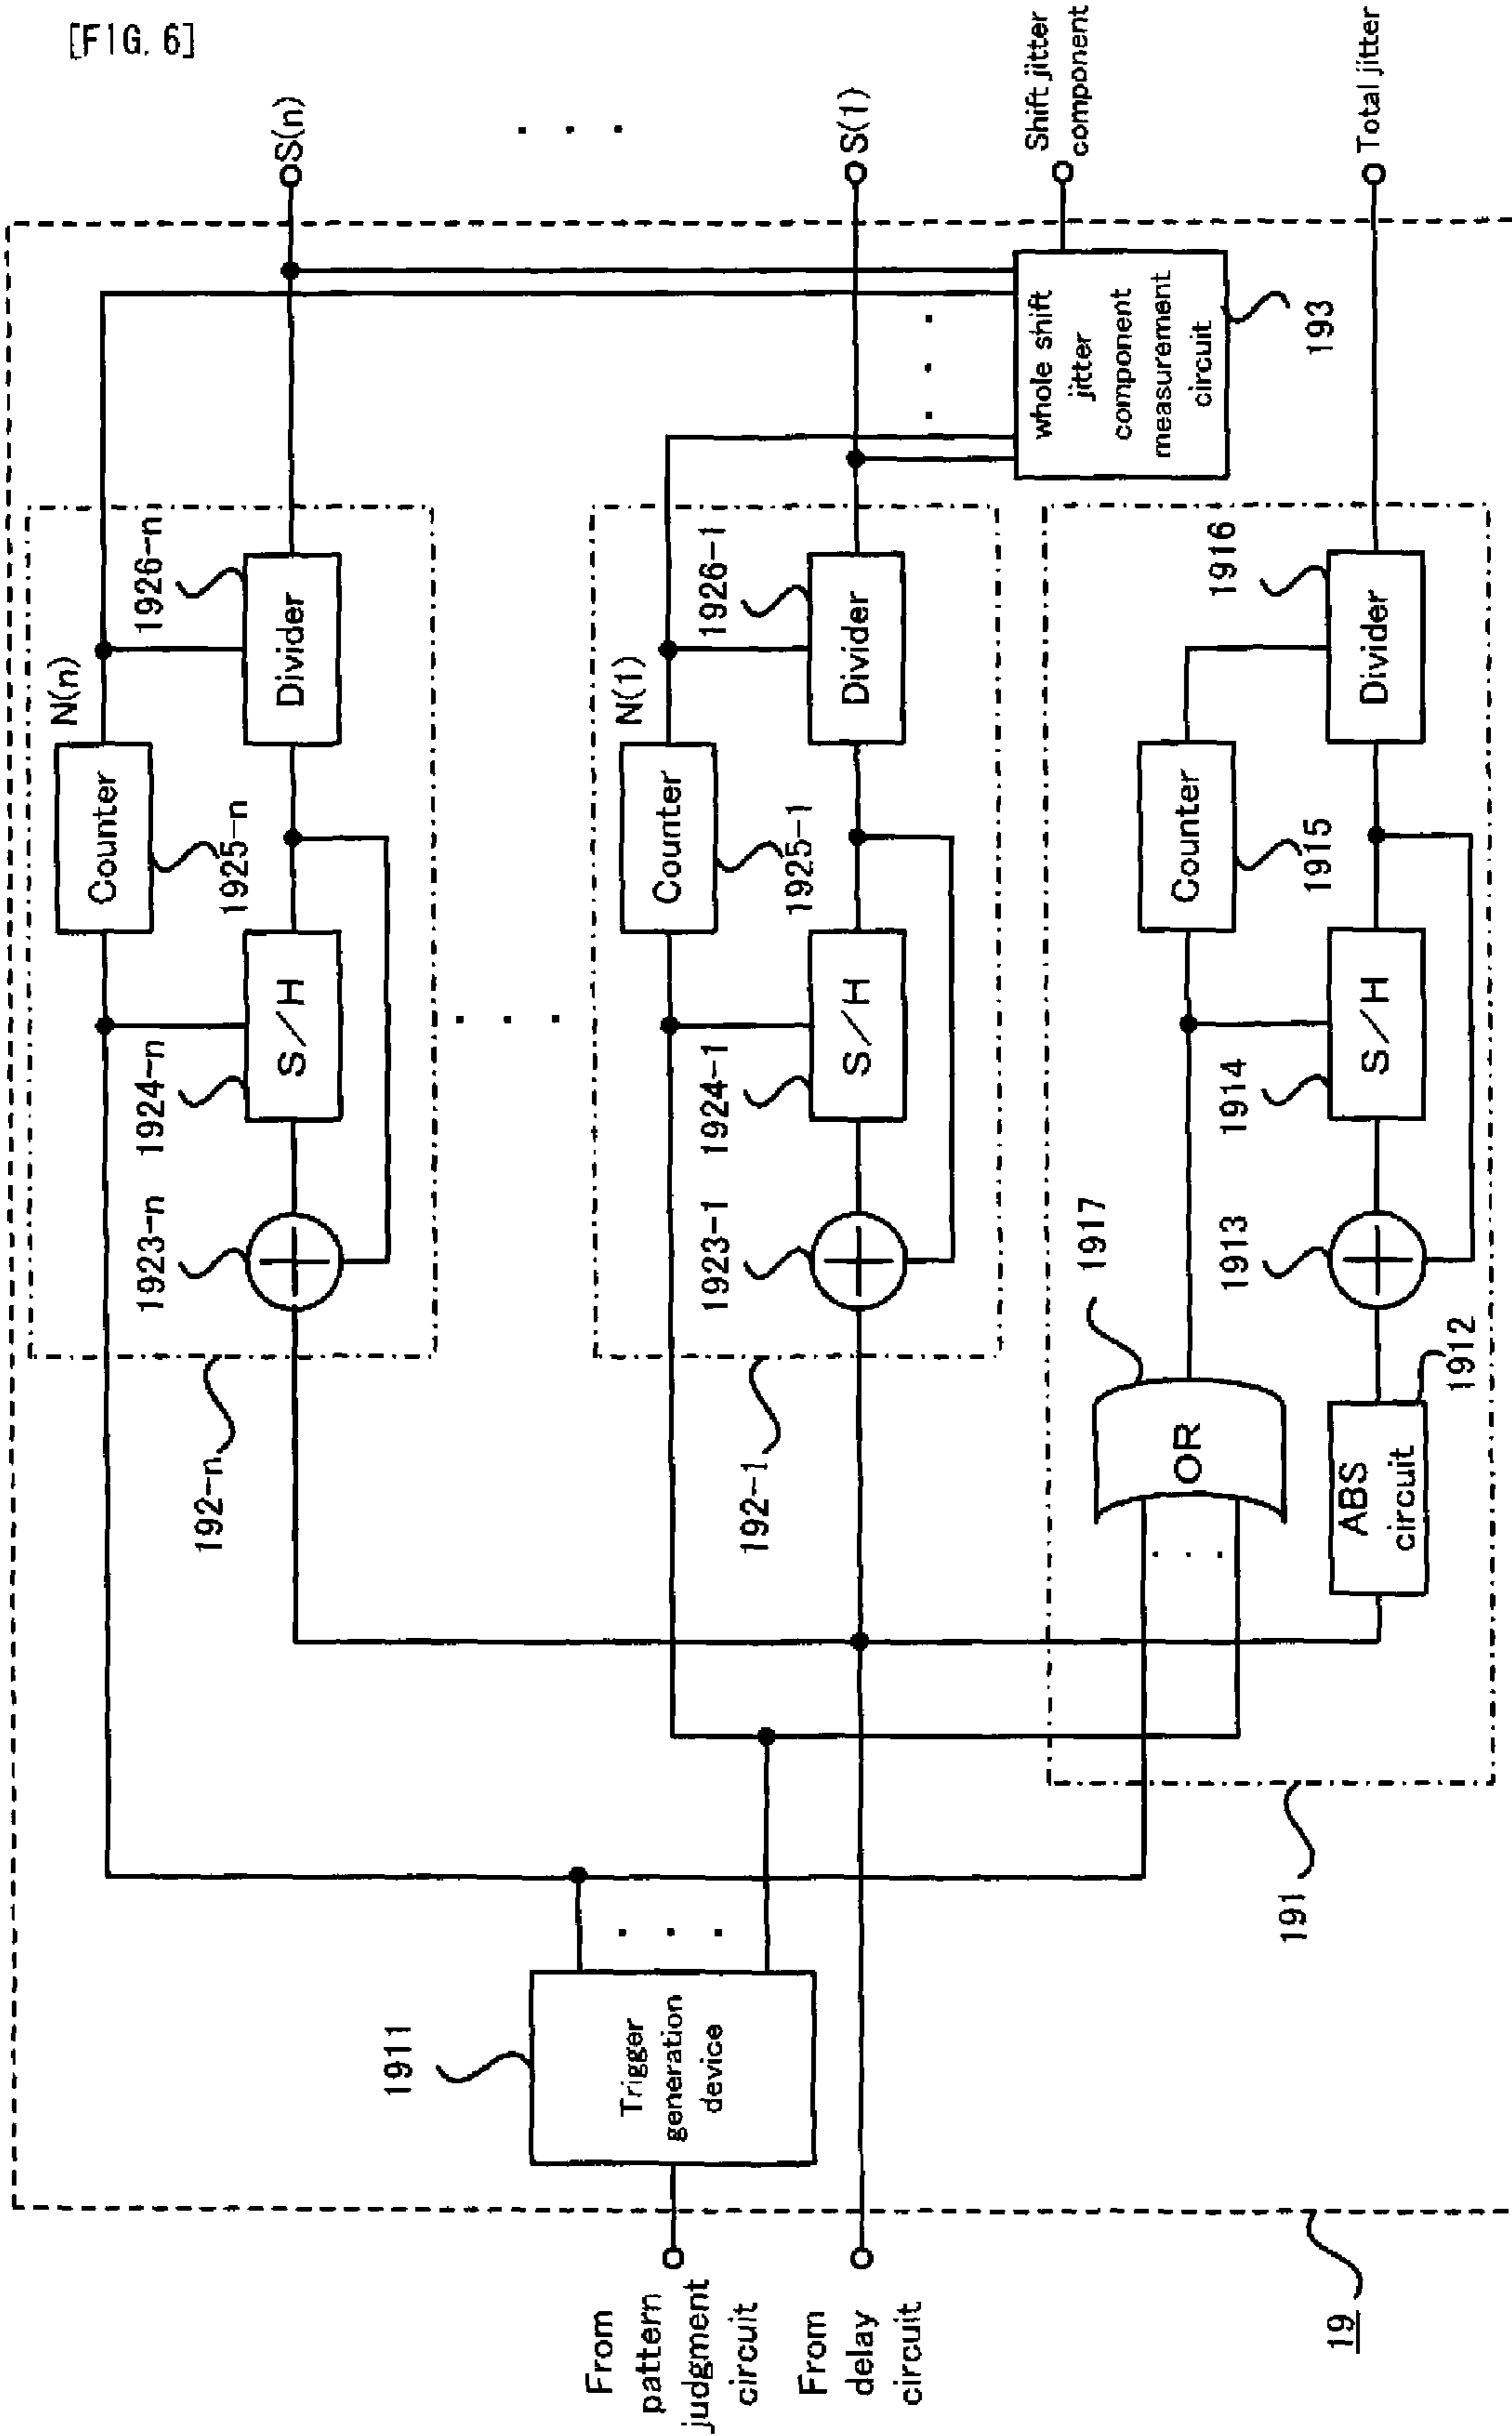 [FIG. 6]
From
pattern
judgment
circuit
From
delay
circuit
19
1911
Trigger
generation
device
. . .
192-n
1923-n
1924-n
S/H
Counter
1925-n
N(n)
1926-n
Divider
S(n)
. . .
. . .
192-1
1923-1
1924-1
S/H
Counter
1925-1
N(1)
1926-1
Divider
S(1)
. . .
whole shift
jitter
component
measurement
circuit
193
Shift jitter
component
191
. . .
OR
1917
ABS
circuit
1912
1913
1914
S/H
Counter
1915
1916
Divider
Total jitter